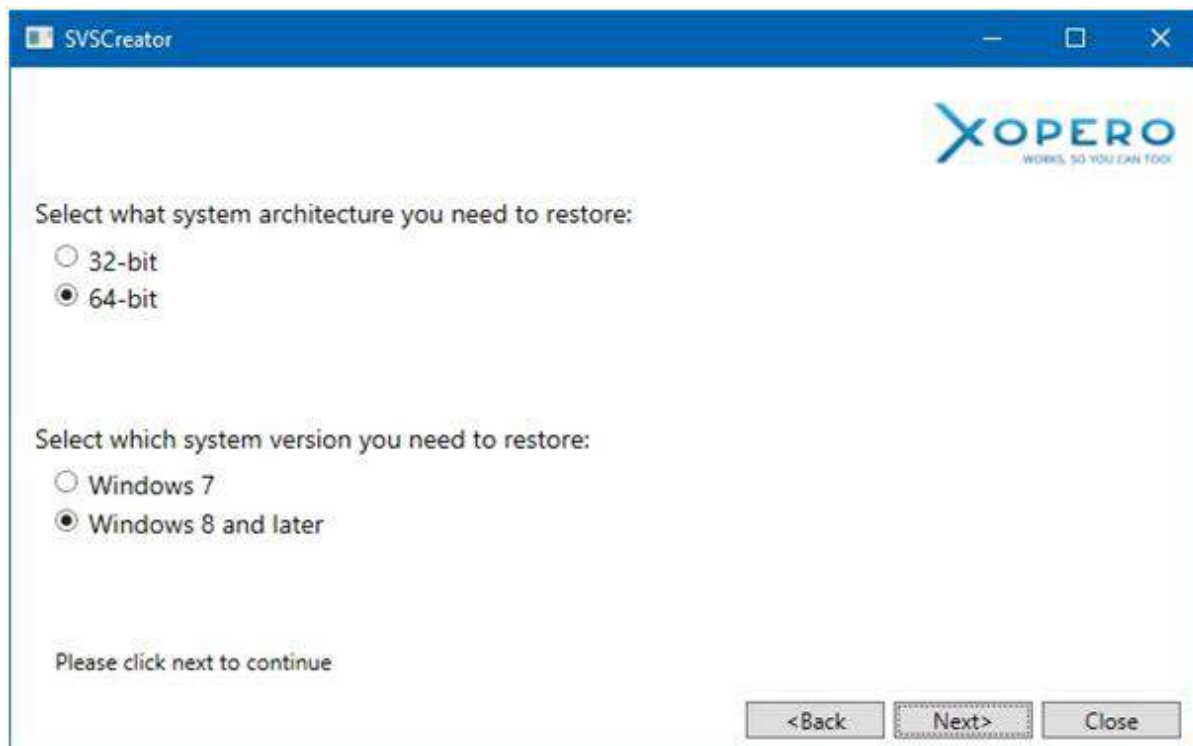 SVSCreator
XOPERO
WORKS, SO YOU CAN TOO!
Select what system architecture you need to restore:
32-bit
64-bit
Select which system version you need to restore:
Windows 7
Windows 8 and later
Please click next to continue
<Back Next> Close